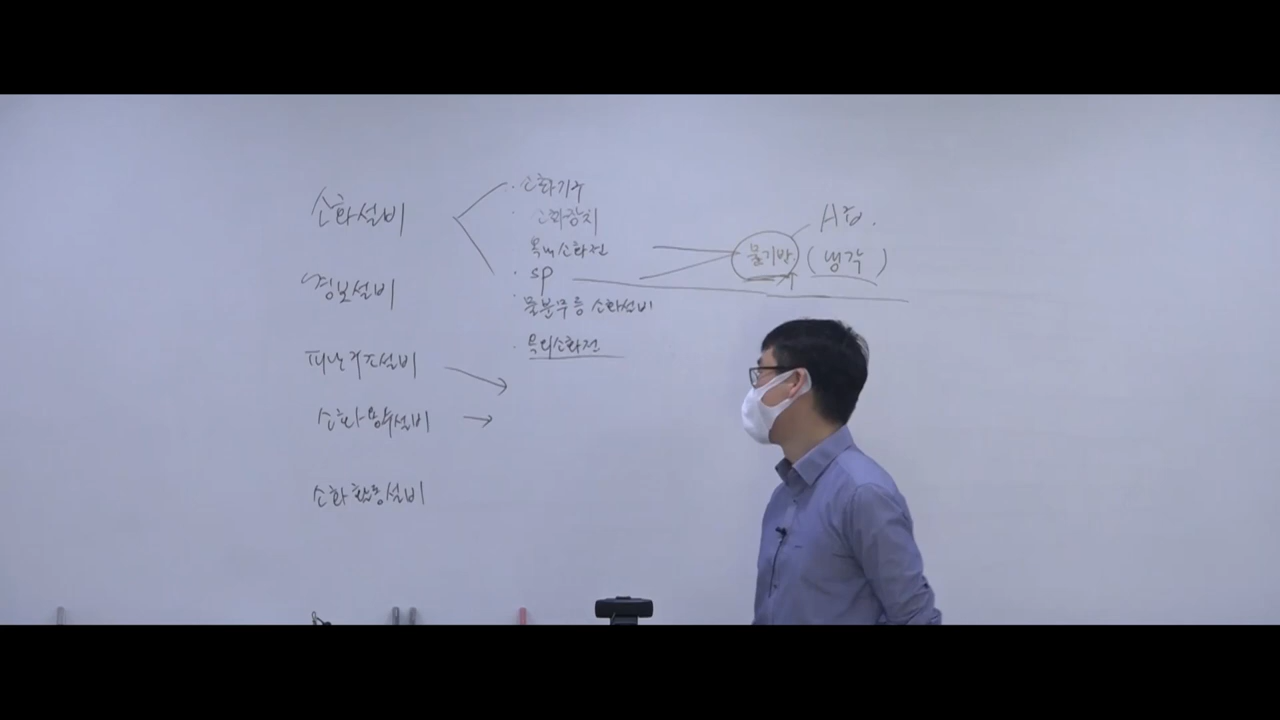 소화설비
경보설비
피난구조설비
소화용수설비
소화활동설비
· 소화기구
· 소화장치
옥내소화전
· SP
· 물분무등 소화설비
· 옥외소화전
물기반
A급.
(냉각)